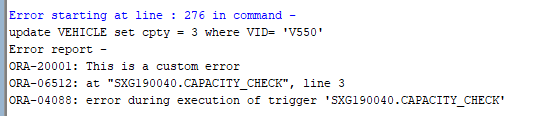 Error starting at line : 276 in command -
update VEHICLE set cpty = 3 where VID= 'V550'
Error report -
ORA-20001: This is a custom error
ORA-06512: at "SXG190040.CAPACITY_CHECK", line 3
ORA-04088: error during execution of trigger 'SXG190040.CAPACITY_CHECK'